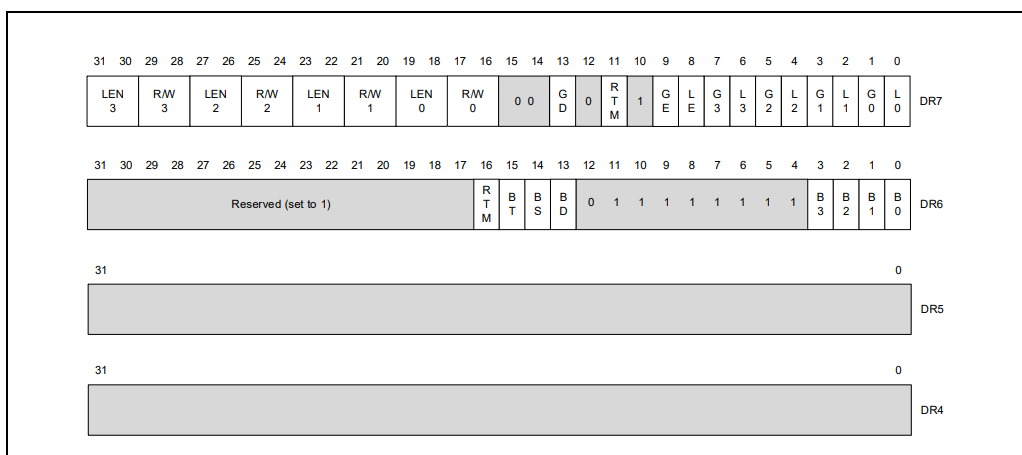 31 30 29 28 27 26 25 24 23 22 21 20 19 18 17 16 15 14 13 12 11 10 9 8 7 6 5 4 3 2 1 0
LEN 3 R/W 3 LEN 2 R/W 2 LEN 1 R/W 1 LEN 0 R/W 0 0 0 G D 0 R T M 1 G E L E G 3 L 3 G 2 L 2 G 1 L 1 G 0 L 0 DR7
31 30 29 28 27 26 25 24 23 22 21 20 19 18 17 16 15 14 13 12 11 10 9 8 7 6 5 4 3 2 1 0
Reserved (set to 1) R T M B T B S B D 0 1 1 1 1 1 1 1 1 B 3 B 2 B 1 B 0 DR6
31 0
DR5
31 0
DR4